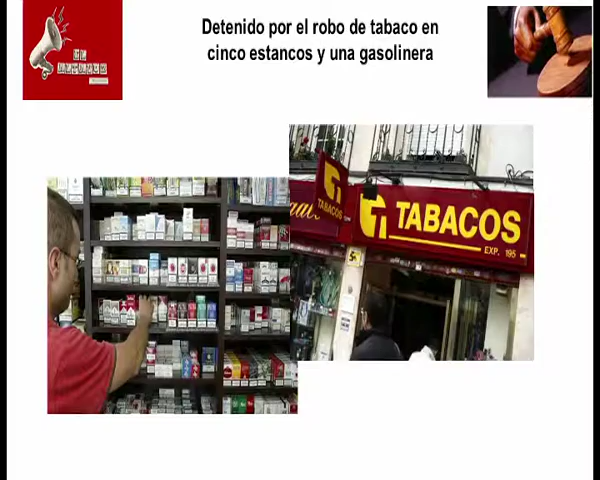 Detenido por el robo de tabaco en
cinco estancos y una gasolinera
TABACOS
TABACOS
EXP. 195